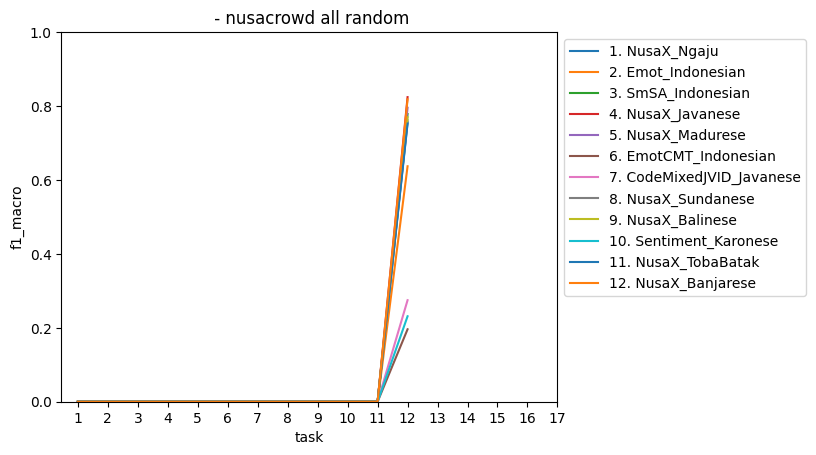 - nusacrowd all random
1.0
0.8
0.6
0.4
0.2
0.0
f1_macro
1 2 3 4 5 6 7 8 9 10 11 12 13 14 15 16 17
task
1. NusaX_Ngaju
2. Emot_Indonesian
3. SmSA_Indonesian
4. NusaX_Javanese
5. NusaX_Madurese
6. EmotCMT_Indonesian
7. CodeMixedJVID_Javanese
8. NusaX_Sundanese
9. NusaX_Balinese
10. Sentiment_Karonese
11. NusaX_TobaBatak
12. NusaX_Banjarese